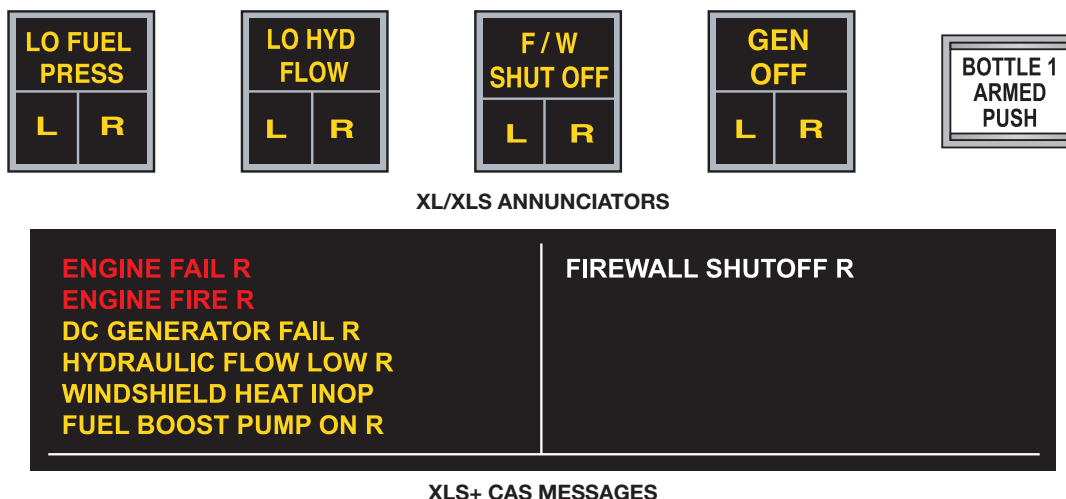 LO FUEL
PRESS
L R
LO HYD
FLOW
L R
F / W
SHUT OFF
L R
GEN
OFF
L R
BOTTLE 1
ARMED
PUSH
XL/XLS ANNUNCIATORS
ENGINE FAIL R
ENGINE FIRE R
DC GENERATOR FAIL R
HYDRAULIC FLOW LOW R
WINDSHIELD HEAT INOP
FUEL BOOST PUMP ON R
FIREWALL SHUTOFF R
XLS+ CAS MESSAGES